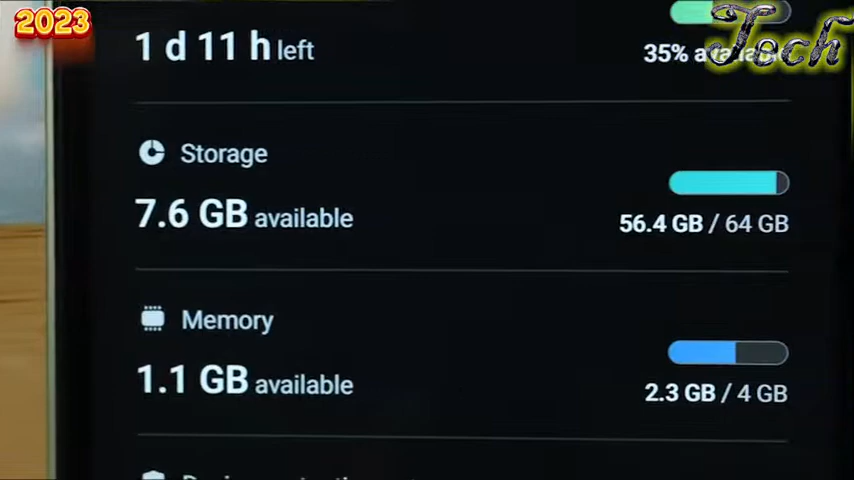 2023
Tech
1 d 11 h left
35%
Storage
7.6 GB available
56.4 GB / 64 GB
Memory
1.1 GB available
2.3 GB / 4 GB